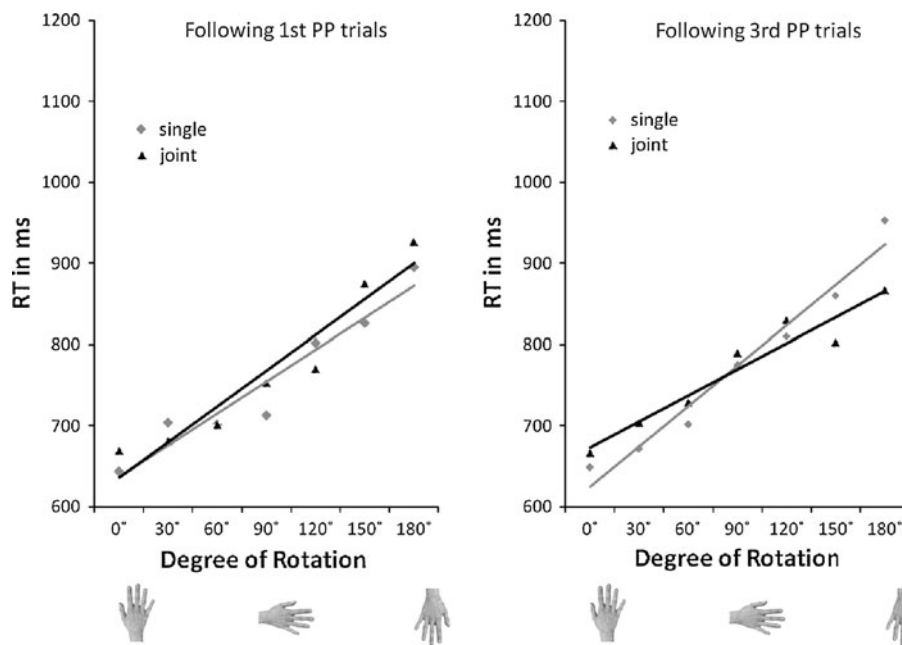 Following 1st PP trials
single
joint
1200
1100
1000
900
800
700
600
RT in ms
0° 30° 60° 90° 120° 150° 180°
Degree of Rotation
Following 3rd PP trials
single
joint
1200
1100
1000
900
800
700
600
RT in ms
0° 30° 60° 90° 120° 150° 180°
Degree of Rotation